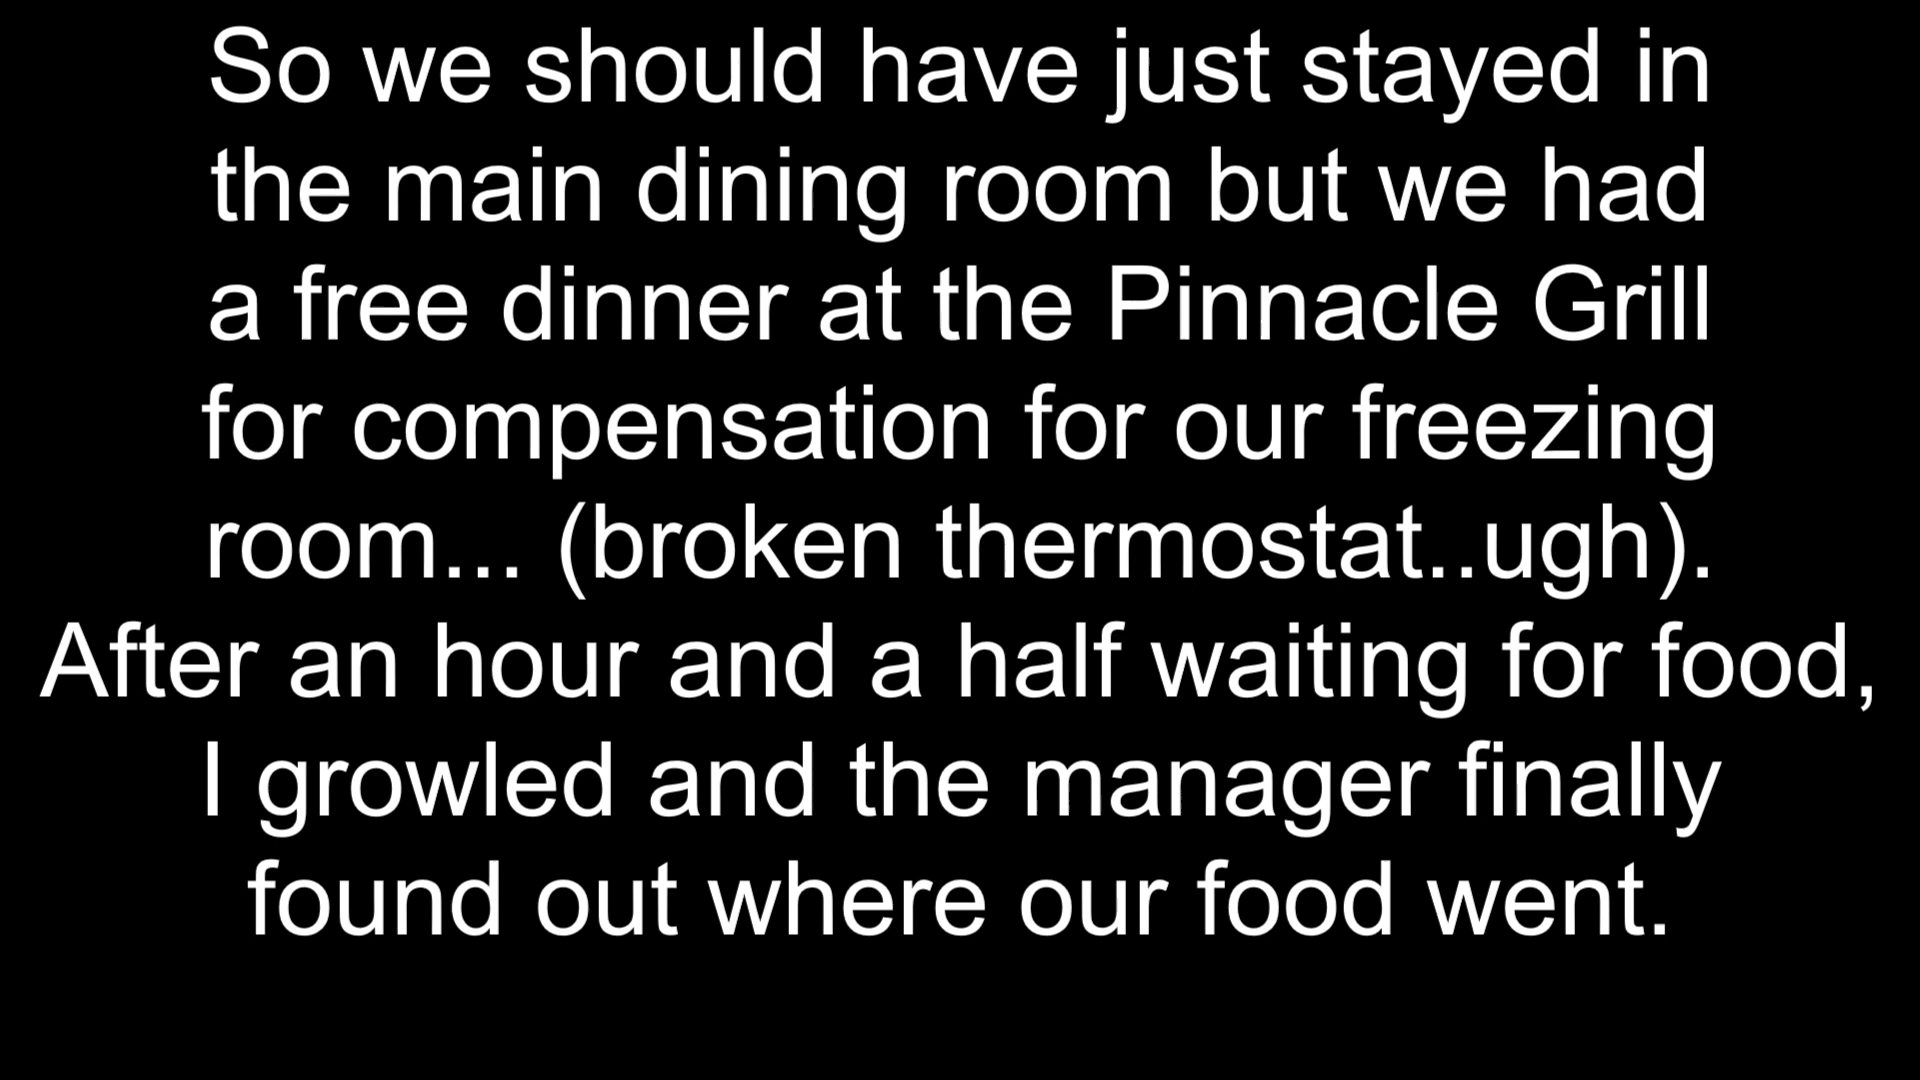 So we should have just stayed in
the main dining room but we had
a free dinner at the Pinnacle Grill
for compensation for our freezing
room... (broken thermostat..ugh).
After an hour and a half waiting for food,
I growled and the manager finally
found out where our food went.